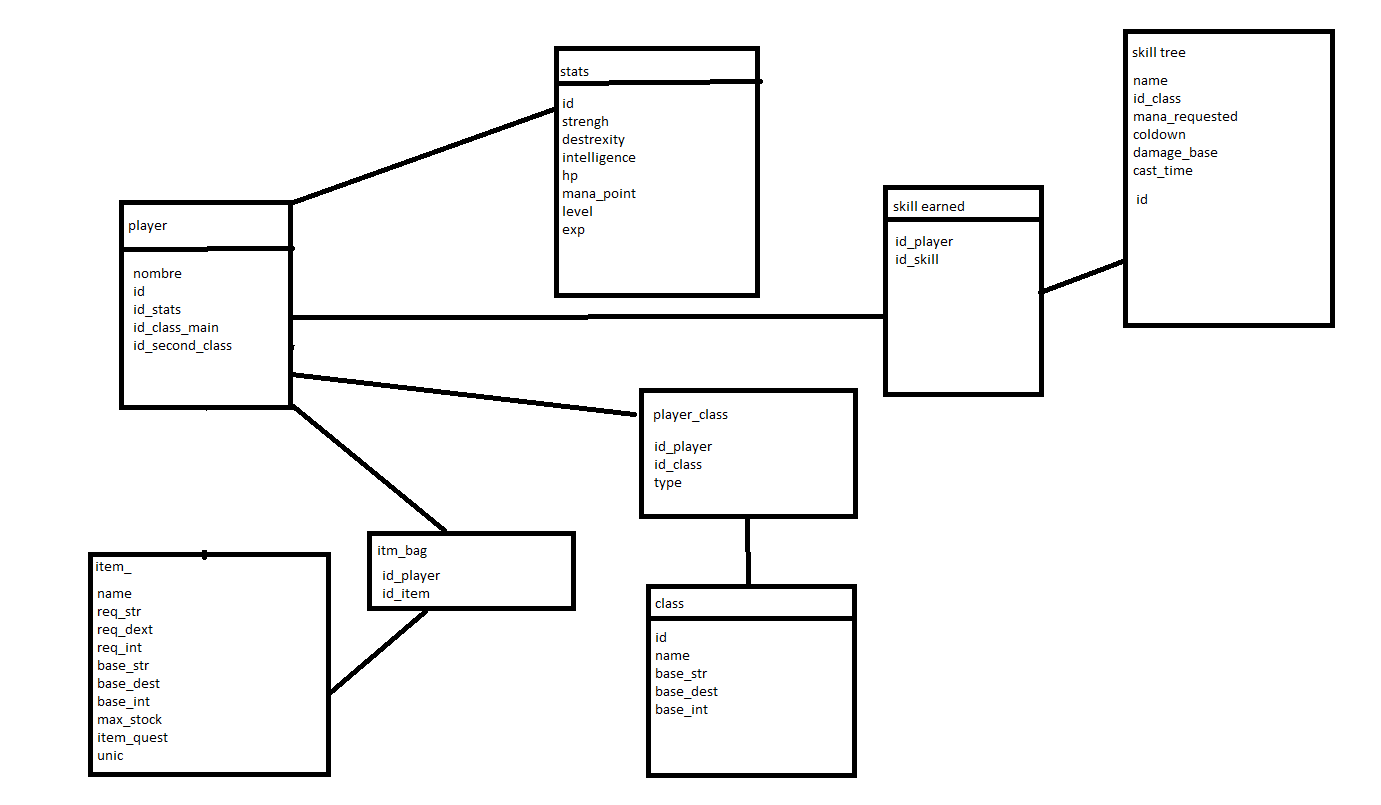 stats
id
strengh
destrexity
intelligence
hp
mana_point
level
exp
skill tree
name
id_class
mana_requested
coldown
damage_base
cast_time
id
player
nombre
id
id_stats
id_class_main
id_second_class
skill earned
id_player
id_skill
player_class
id_player
id_class
type
itm_bag
id_player
id_item
item_
name
req_str
req_dext
req_int
base_str
base_dest
base_int
max_stock
item_quest
unic
class
id
name
base_str
base_dest
base_int